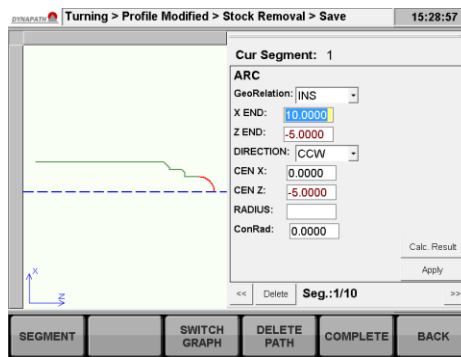 DYNAPATH Turning > Profile Modified > Stock Removal > Save 15:28:57
Cur Segment: 1
ARC
GeoRelation: INS
X END: 10.0000
Z END: -5.0000
DIRECTION: CCW
CEN X: 0.0000
CEN Z: -5.0000
RADIUS:
ConRad: 0.0000
Calc. Result
Apply
<< Delete Seg.:1/10 >>
X
Z
SEGMENT SWITCH GRAPH DELETE PATH COMPLETE BACK